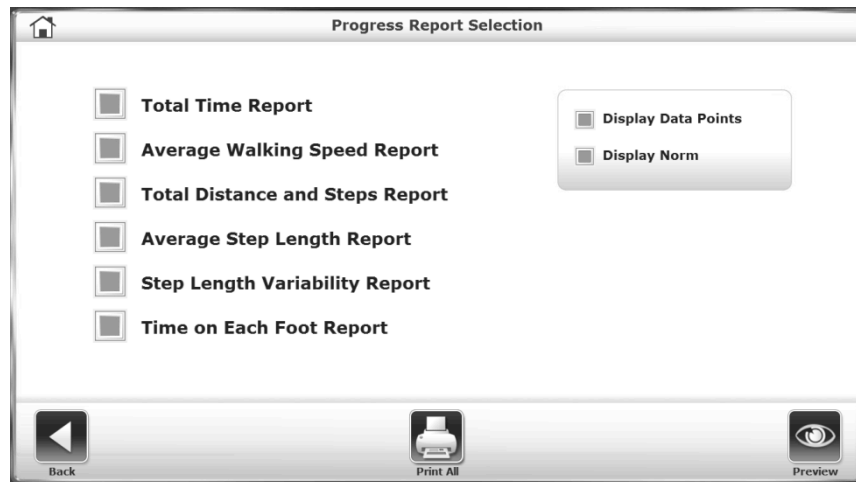 Progress Report Selection
Total Time Report
Average Walking Speed Report
Total Distance and Steps Report
Average Step Length Report
Step Length Variability Report
Time on Each Foot Report
Display Data Points
Display Norm
Back
Print All
Preview